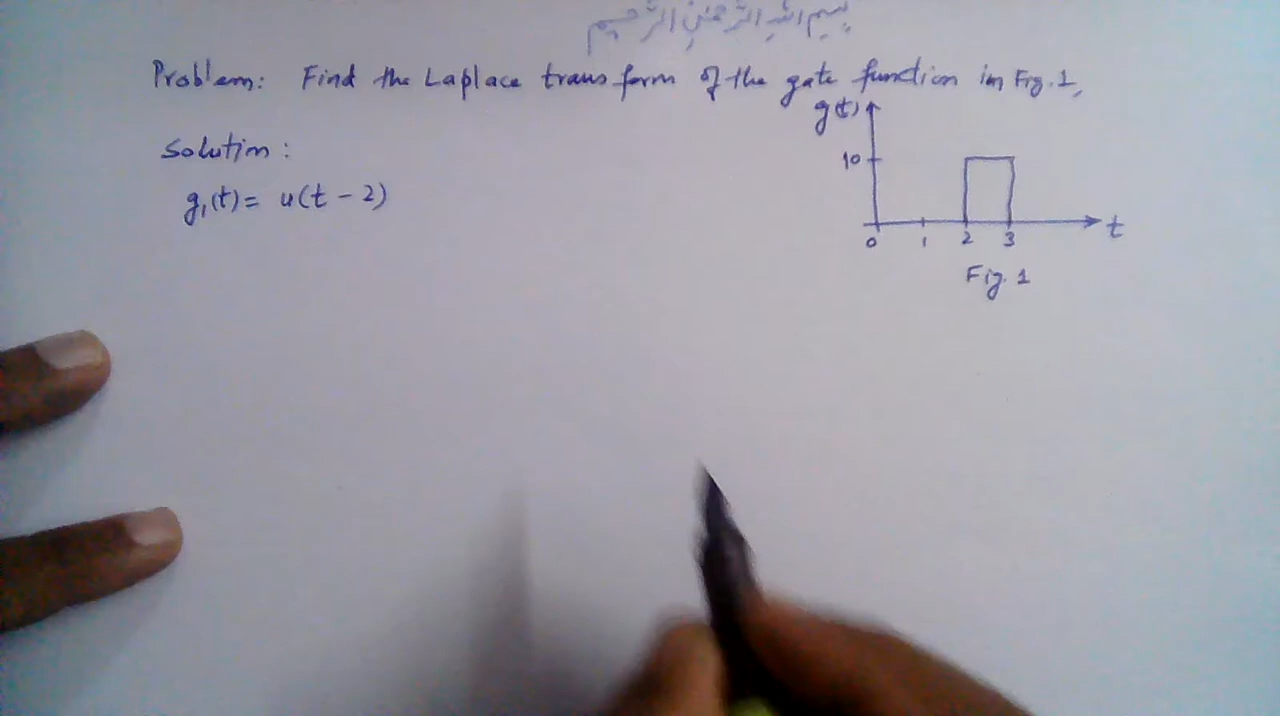 بسم الله الرحمن الرحيم
Problem: Find the Laplace transform of the gate function in Fig. 1,
g(t)
Solution:
10
g₁(t) = u(t - 2)
0 1 2 3 t
Fig. 1